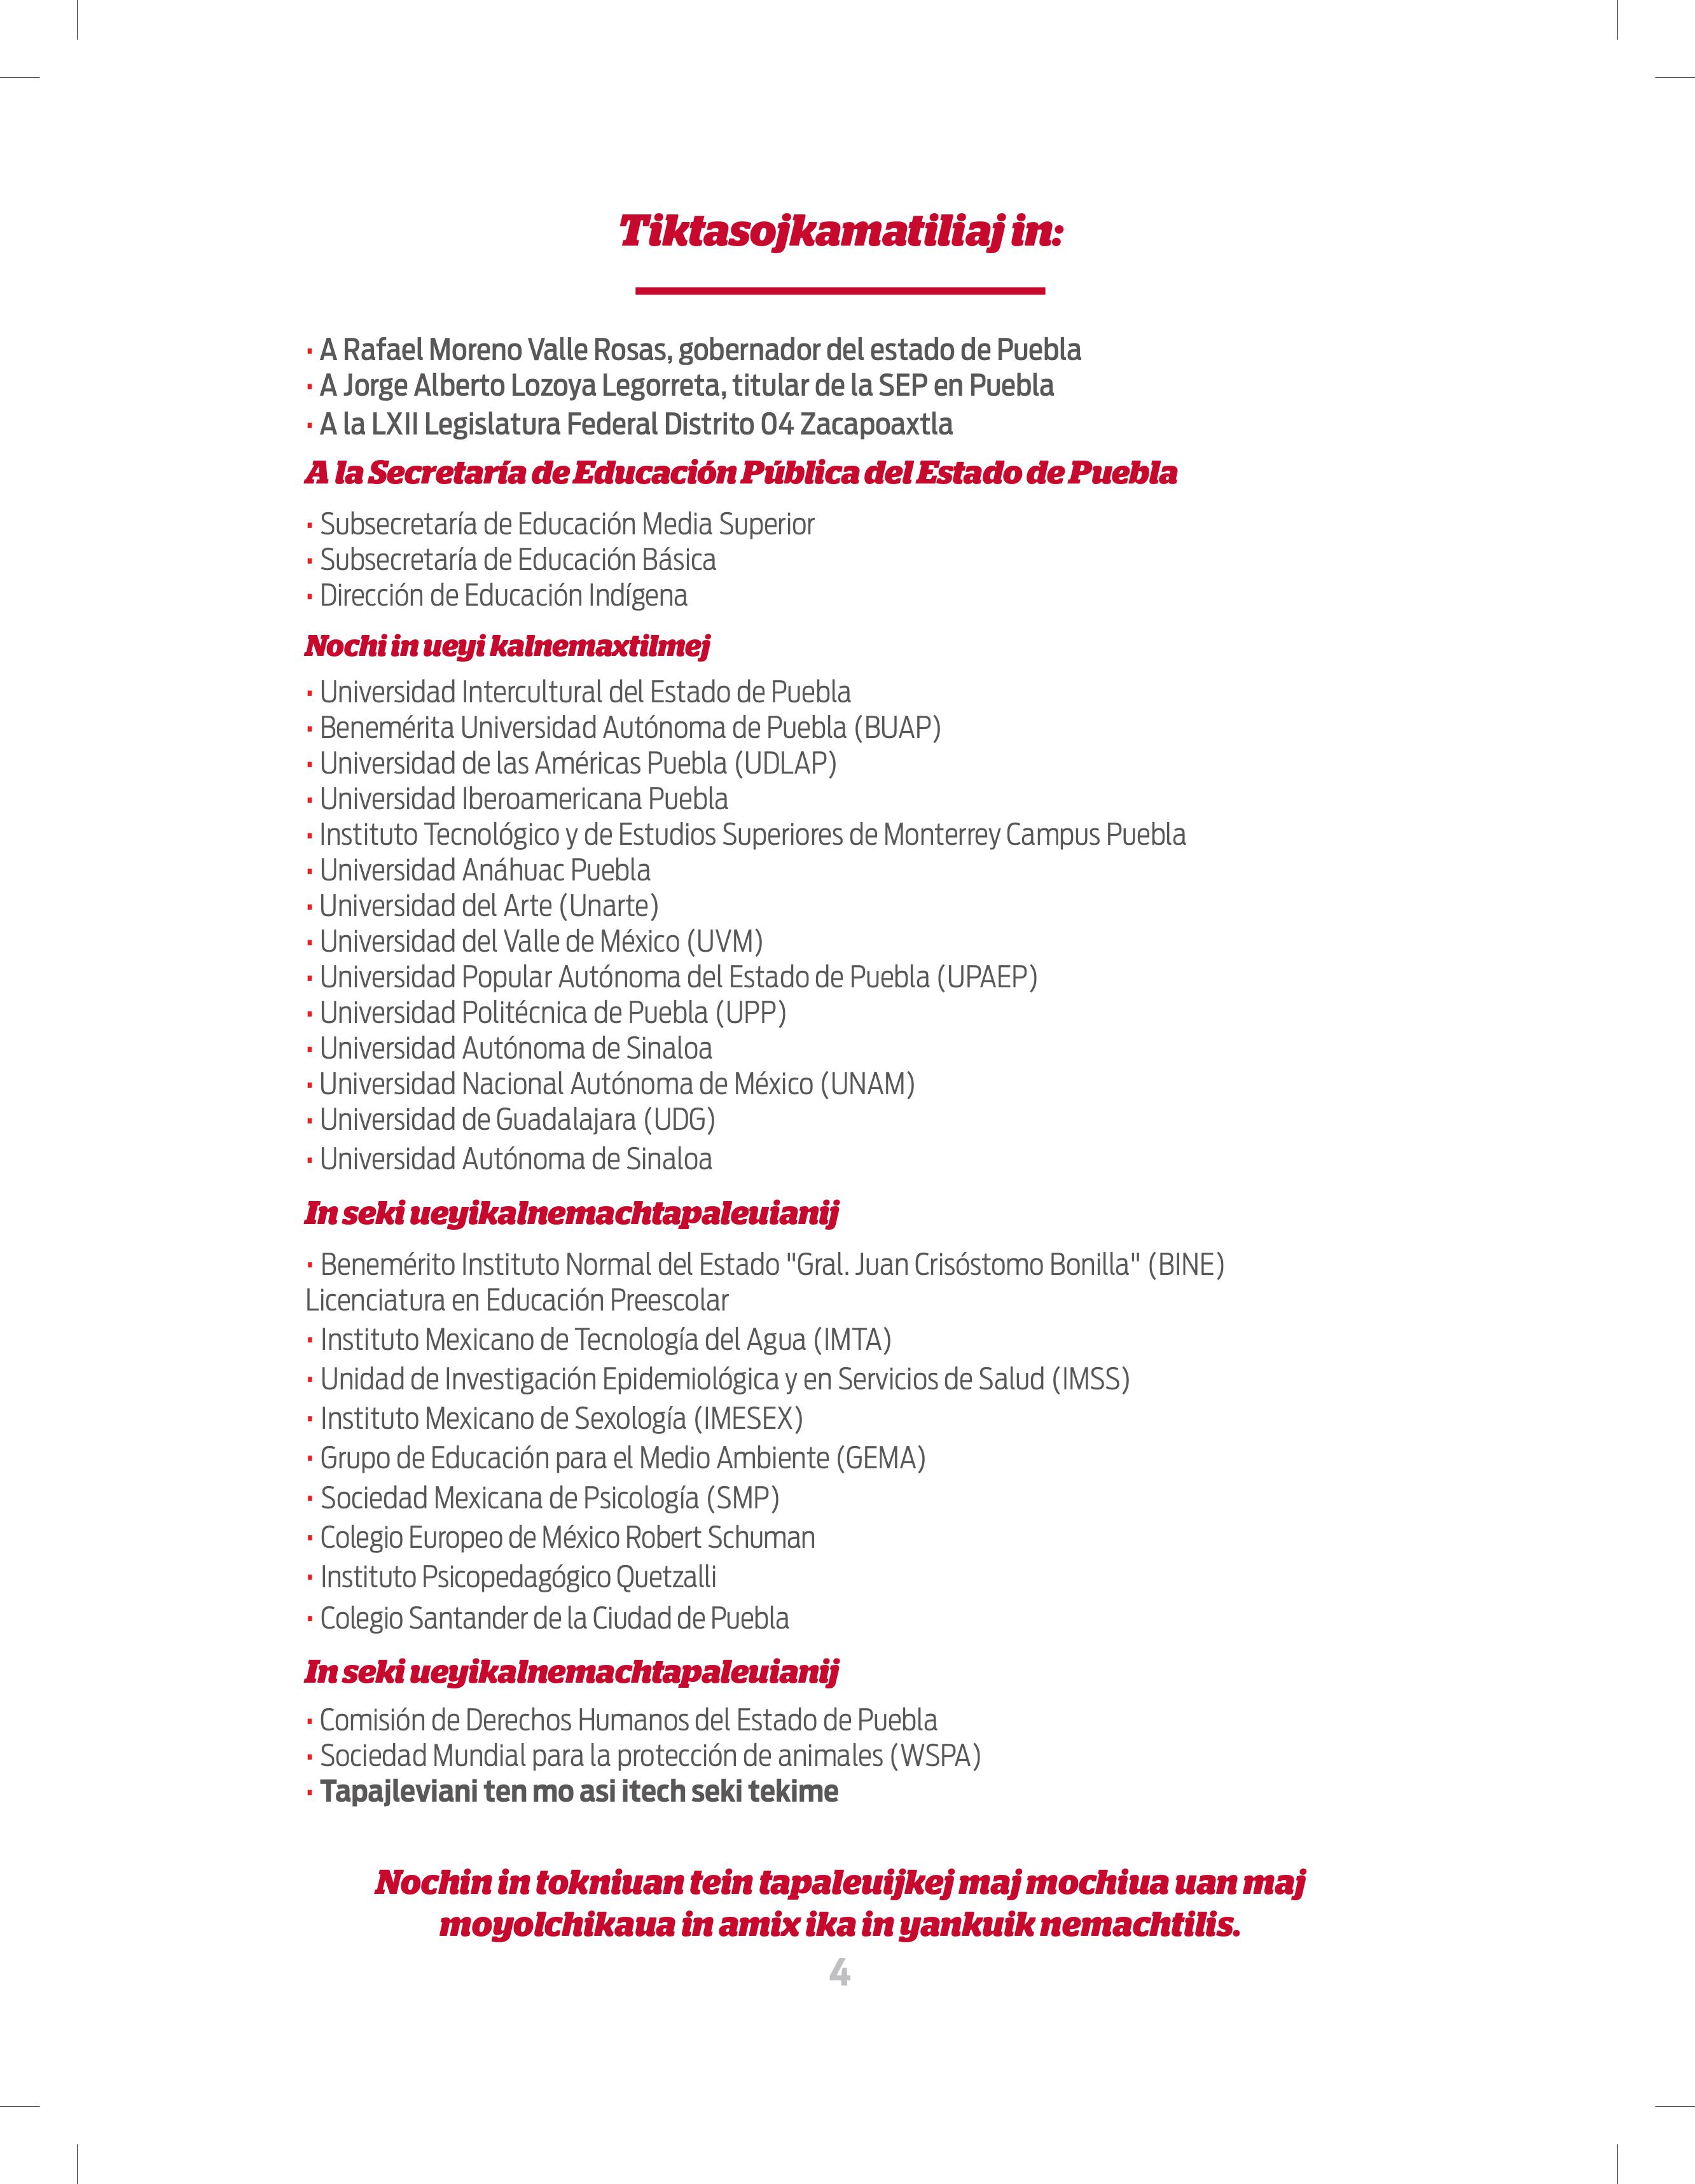 Tiktasojkamatiliaj in:
· A Rafael Moreno Valle Rosas, gobernador del estado de Puebla
· A Jorge Alberto Lozoya Legorreta, titular de la SEP en Puebla
· A la LXII Legislatura Federal Distrito 04 Zacapoaxtla
A la Secretaría de Educación Pública del Estado de Puebla
· Subsecretaría de Educación Media Superior
· Subsecretaría de Educación Básica
· Dirección de Educación Indígena
Nochi in ueyi kalnemaxtilmej
· Universidad Intercultural del Estado de Puebla
· Benemérita Universidad Autónoma de Puebla (BUAP)
· Universidad de las Américas Puebla (UDLAP)
· Universidad Iberoamericana Puebla
· Instituto Tecnológico y de Estudios Superiores de Monterrey Campus Puebla
· Universidad Anáhuac Puebla
· Universidad del Arte (Unarte)
· Universidad del Valle de México (UVM)
· Universidad Popular Autónoma del Estado de Puebla (UPAEP)
· Universidad Politécnica de Puebla (UPP)
· Universidad Autónoma de Sinaloa
· Universidad Nacional Autónoma de México (UNAM)
· Universidad de Guadalajara (UDG)
· Universidad Autónoma de Sinaloa
In seki ueyikalnemachtapaleuianij
· Benemérito Instituto Normal del Estado "Gral. Juan Crisóstomo Bonilla" (BINE)
Licenciatura en Educación Preescolar
· Instituto Mexicano de Tecnología del Agua (IMTA)
· Unidad de Investigación Epidemiológica y en Servicios de Salud (IMSS)
· Instituto Mexicano de Sexología (IMESEX)
· Grupo de Educación para el Medio Ambiente (GEMA)
· Sociedad Mexicana de Psicología (SMP)
· Colegio Europeo de México Robert Schuman
· Instituto Psicopedagógico Quetzalli
· Colegio Santander de la Ciudad de Puebla
In seki ueyikalnemachtapaleuianij
· Comisión de Derechos Humanos del Estado de Puebla
· Sociedad Mundial para la protección de animales (WSPA)
· Tapajleviani ten mo asi itech seki tekime
Nochin in tokniuan tein tapaleuijkej maj mochiua uan maj
moyolchikaua in amix ika in yankuik nemachtilis.
4